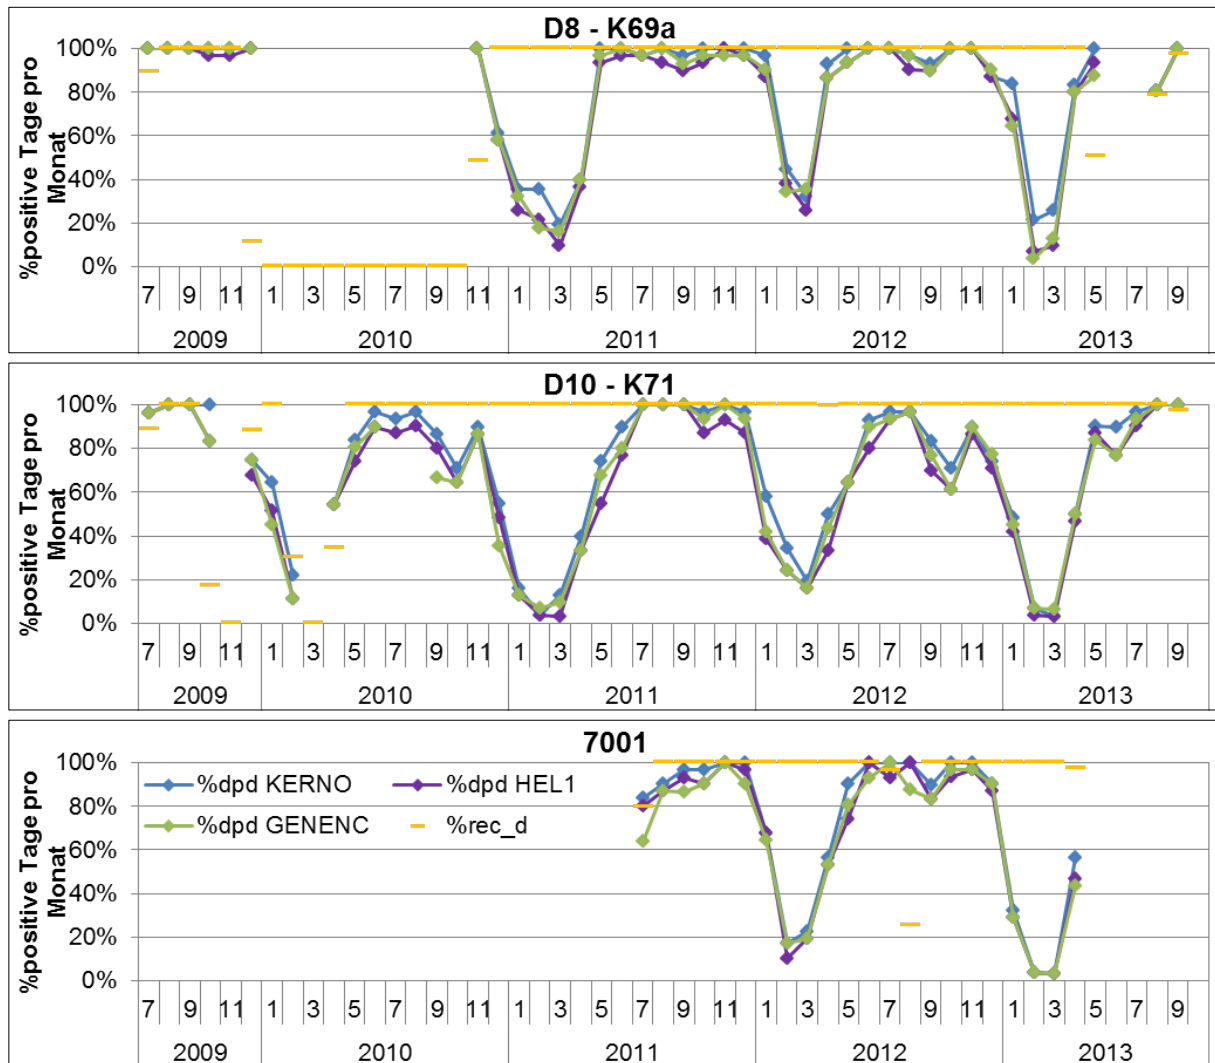 D8 - K69a
%positive Tage pro
Monat
100%
80%
60%
40%
20%
0%
7 9 11 1 3 5 7 9 11 1 3 5 7 9 11 1 3 5 7 9 11 1 3 5 7 9
2009 2010 2011 2012 2013
D10 - K71
%positive Tage pro
Monat
100%
80%
60%
40%
20%
0%
7 9 11 1 3 5 7 9 11 1 3 5 7 9 11 1 3 5 7 9 11 1 3 5 7 9
2009 2010 2011 2012 2013
7001
%positive Tage pro
Monat
100%
80%
60%
40%
20%
0%
%dpd KERNO %dpd HEL1
%dpd GENENC %rec_d
7 9 11 1 3 5 7 9 11 1 3 5 7 9 11 1 3 5 7 9 11 1 3 5 7 9
2009 2010 2011 2012 2013